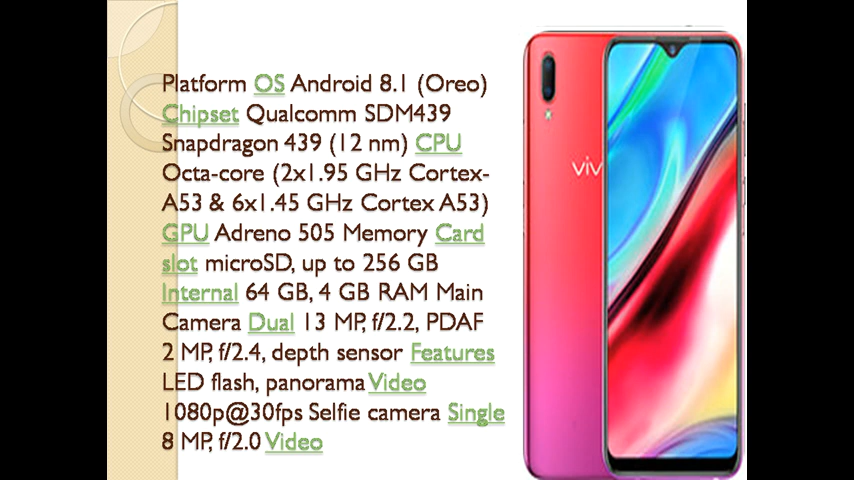 Platform OS Android 8.1 (Oreo)
Chipset Qualcomm SDM439
Snapdragon 439 (12 nm) CPU
Octa-core (2x1.95 GHz Cortex-
A53 & 6x1.45 GHz Cortex A53)
GPU Adreno 505 Memory Card
slot microSD, up to 256 GB
Internal 64 GB, 4 GB RAM Main
Camera Dual 13 MP, f/2.2, PDAF
2 MP, f/2.4, depth sensor Features
LED flash, panorama Video
1080p@30fps Selfie camera Single
8 MP, f/2.0 Video
viv